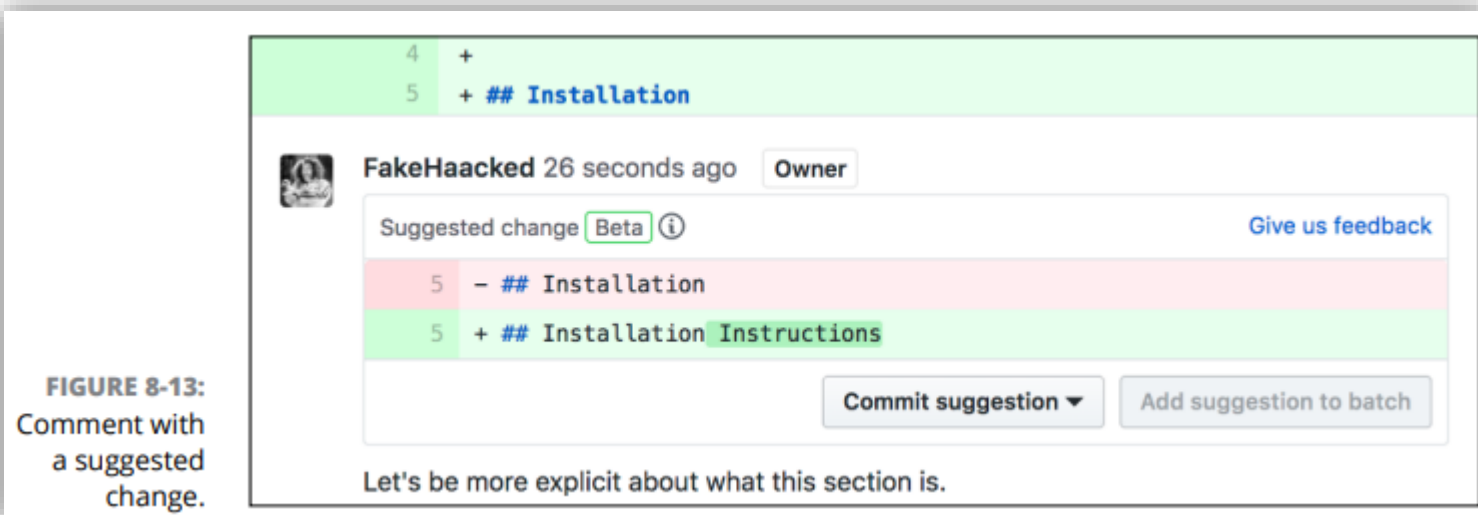 4 +
5 + ## Installation
FakeHaacked 26 seconds ago Owner
Suggested change Beta Give us feedback
5 - ## Installation
5 + ## Installation Instructions
Commit suggestion Add suggestion to batch
Let's be more explicit about what this section is.
FIGURE 8-13:
Comment with
a suggested
change.